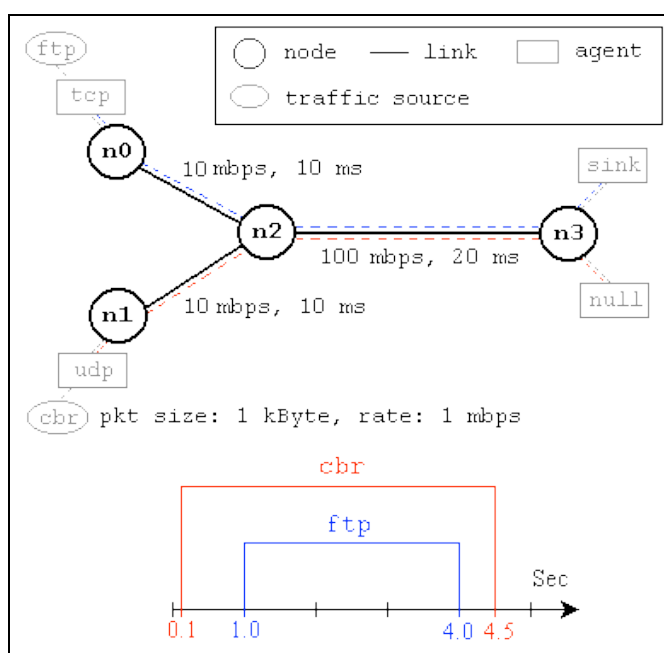 ftp
tcp
node link agent
traffic source
n0
10 mbps, 10 ms
sink
n2
n3
100 mbps, 20 ms
n1
10 mbps, 10 ms
null
udp
cbr pkt size: 1 kByte, rate: 1 mbps
cbr
ftp
Sec
0.1 1.0 4.0 4.5